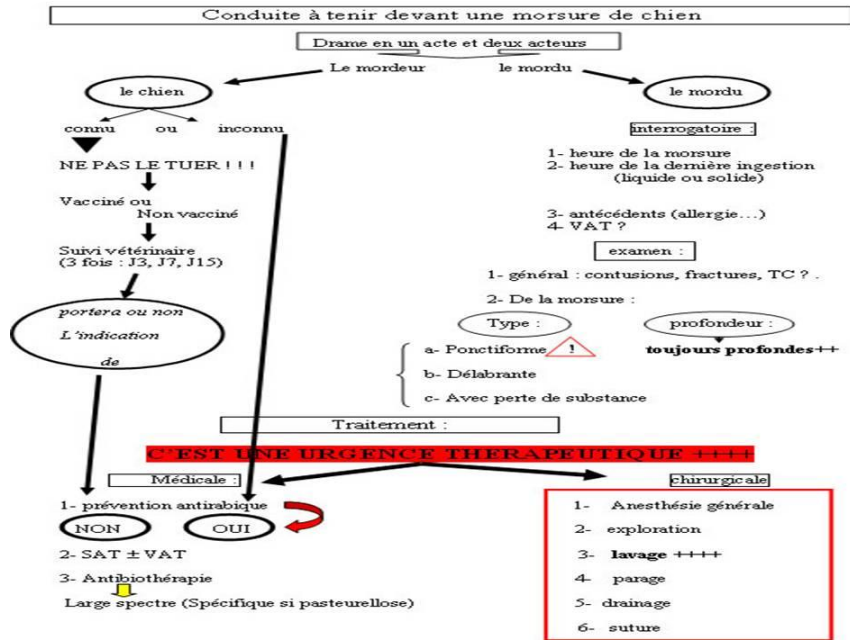 Conduite à tenir devant une morsure de chien
Drame en un acte et deux acteurs
Le mordeur le mordu
le chien
connu ou inconnu
NE PAS LE TUER ! ! !
Vacciné ou
Non vacciné
Suivi vétérinaire
(3 fois : J3, J7, J15)
portera ou non
L'indication
de
le mordu
interrogatoire :
1- heure de la morsure
2- heure de la dernière ingestion
(liquide ou solide)
3- antécédents (allergie...)
4- VAT ?
examen :
1- général : contusions, fractures, TC ? .
2- De la morsure :
Type :
profondeur :
a- Ponctiforme !
toujours profondes++
b- Délabrante
c- Avec perte de substance
Traitement :
C'EST UNE URGENCE THERAPEUTIQUE ++++
Médicale :
1- prévention antirabique
NON OUI
2- SAT ± VAT
3- Antibiothérapie
Large spectre (Spécifique si pasteurellose)
chirurgicale
1- Anesthésie générale
2- exploration
3- lavage ++++
4- parage
5- drainage
6- suture